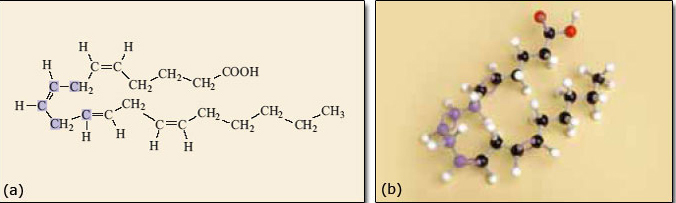 H H
C=C
H
CH₂—CH₂
CH₂ COOH
C—CH₂
H—C
CH₂
CH₂—C=C
H H
C=C
H H
CH₂ CH₂ CH₃
CH₂ CH₂
(a)
(b)